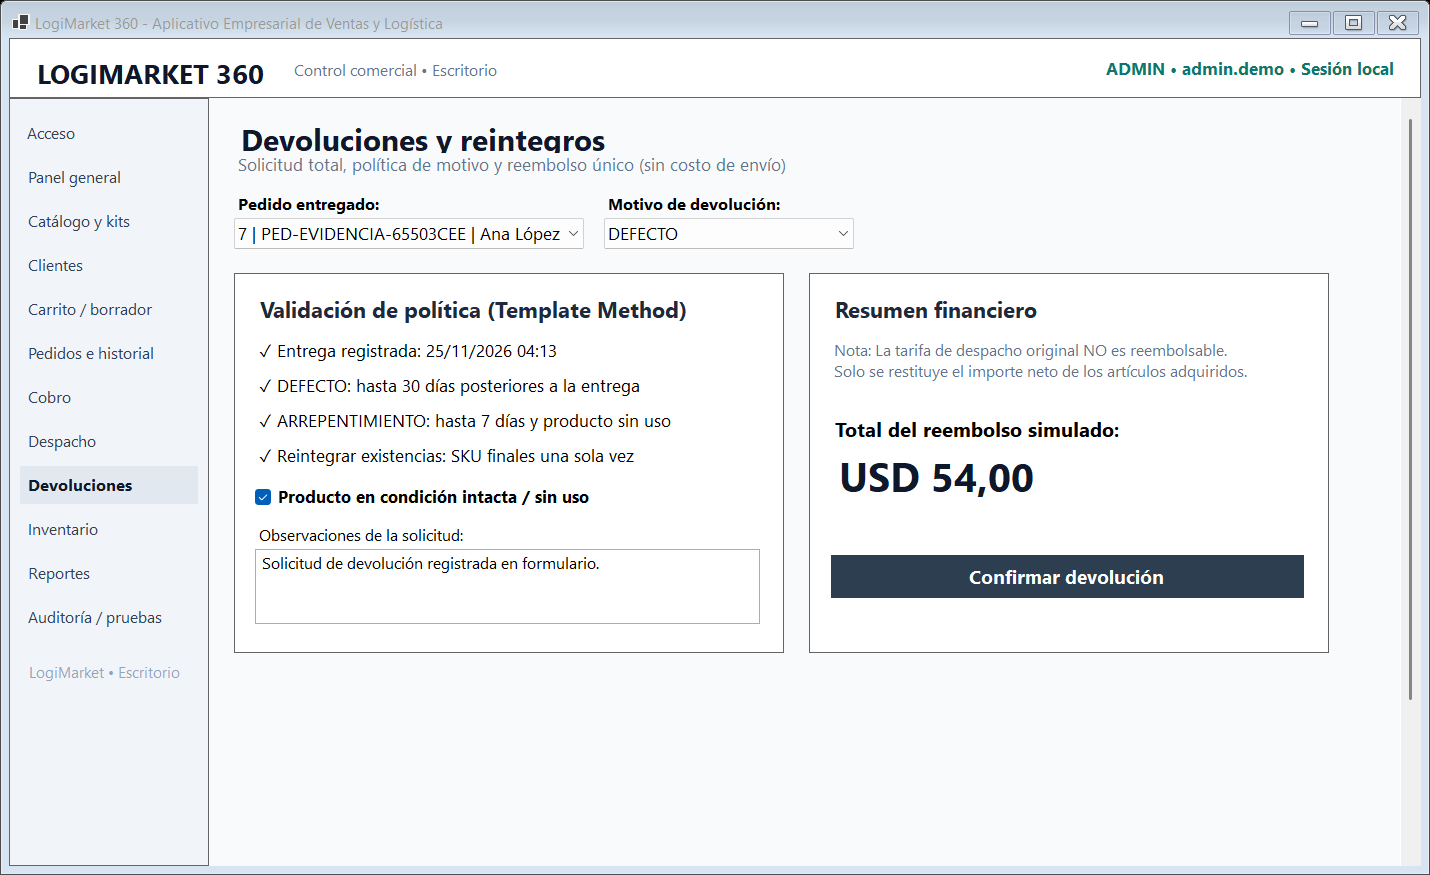 LogiMarket 360 - Aplicativo Empresarial de Ventas y Logística
LOGIMARKET 360
Control comercial • Escritorio
ADMIN • admin.demo • Sesión local
Acceso
Panel general
Catálogo y kits
Clientes
Carrito / borrador
Pedidos e historial
Cobro
Despacho
Devoluciones
Inventario
Reportes
Auditoría / pruebas
LogiMarket • Escritorio
Devoluciones y reintegros
Solicitud total, política de motivo y reembolso único (sin costo de envío)
Pedido entregado:
7 | PED-EVIDENCIA-65503CEE | Ana López
Motivo de devolución:
DEFECTO
Validación de política (Template Method)
✓ Entrega registrada: 25/11/2026 04:13
✓ DEFECTO: hasta 30 días posteriores a la entrega
✓ ARREPENTIMIENTO: hasta 7 días y producto sin uso
✓ Reintegrar existencias: SKU finales una sola vez
Producto en condición intacta / sin uso
Observaciones de la solicitud:
Solicitud de devolución registrada en formulario.
Resumen financiero
Nota: La tarifa de despacho original NO es reembolsable.
Solo se restituye el importe neto de los artículos adquiridos.
Total del reembolso simulado:
USD 54,00
Confirmar devolución